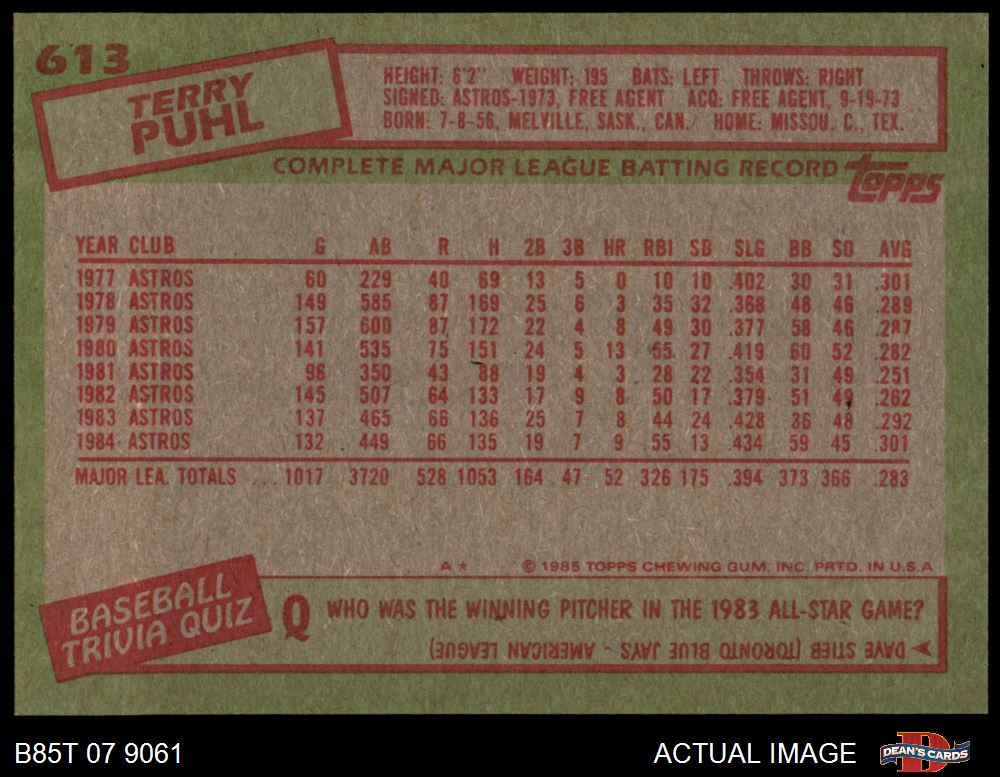 613
TERRY
PUHL
HEIGHT: 6'2" WEIGHT: 195 BATS: LEFT THROWS: RIGHT
SIGNED: ASTROS-1973, FREE AGENT ACQ: FREE AGENT, 9-19-73
BORN: 7-8-56, MELVILLE, SASK., CAN. HOME: MISSOU. C., TEX.
COMPLETE MAJOR LEAGUE BATTING RECORD
topps
YEAR CLUB G AB R H 2B 3B HR RBI SB SLG BB SO AVG
1977 ASTROS 60 229 40 69 13 5 0 10 10 .402 30 31 .301
1978 ASTROS 149 585 87 169 25 6 3 35 32 .368 48 46 .289
1979 ASTROS 157 600 87 172 22 4 8 49 30 .377 58 46 .287
1980 ASTROS 141 535 75 151 24 5 13 55 27 .419 60 52 .282
1981 ASTROS 96 350 43 88 19 4 3 28 22 .354 31 49 .251
1982 ASTROS 145 507 64 133 17 9 8 50 17 .379 51 49 .262
1983 ASTROS 137 465 66 136 25 7 8 44 24 .428 36 48 .292
1984 ASTROS 132 449 66 135 19 7 9 55 13 .434 59 45 .301
MAJOR LEA. TOTALS ... 1017 3720 528 1053 164 47 52 326 175 .394 373 366 .283
A* © 1985 TOPPS CHEWING GUM, INC. PRTD. IN U.S.A
BASEBALL
TRIVIA QUIZ
Q WHO WAS THE WINNING PITCHER IN THE 1983 ALL-STAR GAME?
DAVE STIEB (TORONTO BLUE JAYS - AMERICAN LEAGUE)
B85T 07 9061 ACTUAL IMAGE
D
DEAN'S CARDS